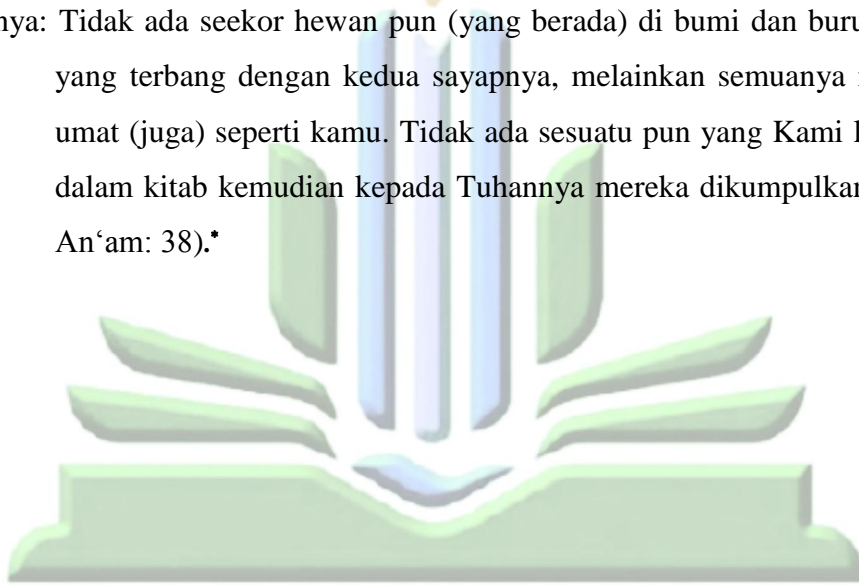 nya: Tidak ada seekor hewan pun (yang berada) di bumi dan
yang terbang dengan kedua sayapnya, melainkan semuanya
umat (juga) seperti kamu. Tidak ada sesuatu pun yang Kami
dalam kitab kemudian kepada Tuhannya mereka dikumpulkan
An‘am: 38).*